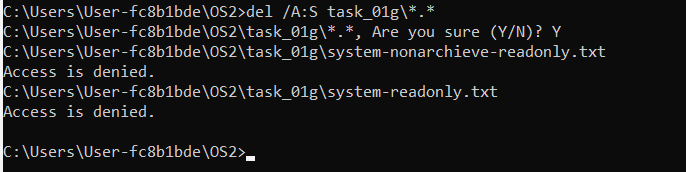 C:\Users\User-fc8b1bde\OS2>del /A:S task_01g\*.*
C:\Users\User-fc8b1bde\OS2\task_01g\*.*, Are you sure (Y/N)? Y
C:\Users\User-fc8b1bde\OS2\task_01g\system-nonarchieve-readonly.txt
Access is denied.
C:\Users\User-fc8b1bde\OS2\task_01g\system-readonly.txt
Access is denied.
C:\Users\User-fc8b1bde\OS2>